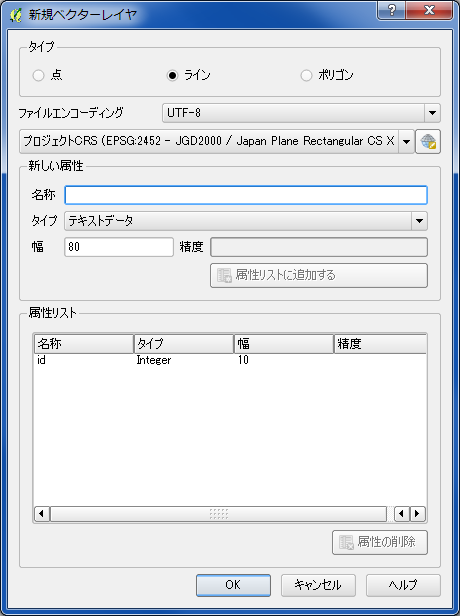 新規ベクターレイヤ
タイプ
点 ライン ポリゴン
ファイルエンコーディング UTF-8
プロジェクトCRS (EPSG:2452 - JGD2000 / Japan Plane Rectangular CS X
新しい属性
名称
タイプ テキストデータ
幅 80 精度
属性リストに追加する
属性リスト
名称 タイプ 幅 精度
id Integer 10
属性の削除
OK キャンセル ヘルプ